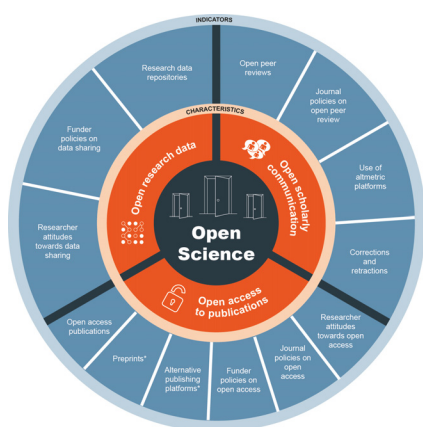 INDICATORS
Research data
repositories
Open peer
reviews
Journal
policies on
open peer
review
Funder
policies on
data sharing
Use of
altmetric
platforms
Researcher
attitudes
towards data
sharing
Corrections
and
retractions
CHARACTERISTICS
Open research data
Open scholarly
communication
Open
Science
Open access
to publications
Open access
publications
Preprints*
Alternative
publishing
platforms*
Funder
policies on
open access
Journal
policies on
open
access
Researcher
attitudes
towards open
access